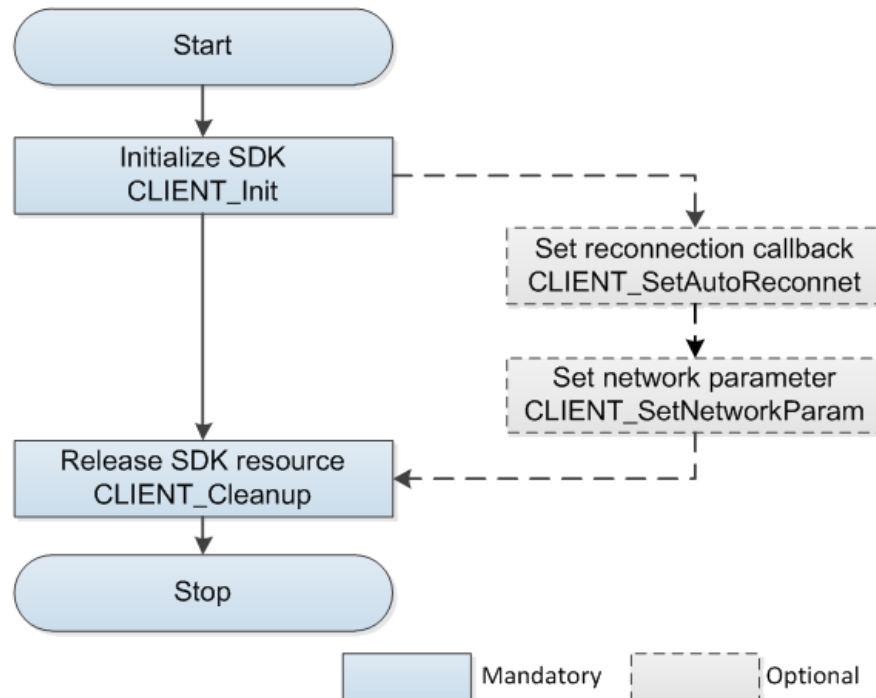 Start
Initialize SDK
CLIENT_Init
Set reconnection callback
CLIENT_SetAutoReconnet
Set network parameter
CLIENT_SetNetworkParam
Release SDK resource
CLIENT_Cleanup
Stop
Mandatory
Optional